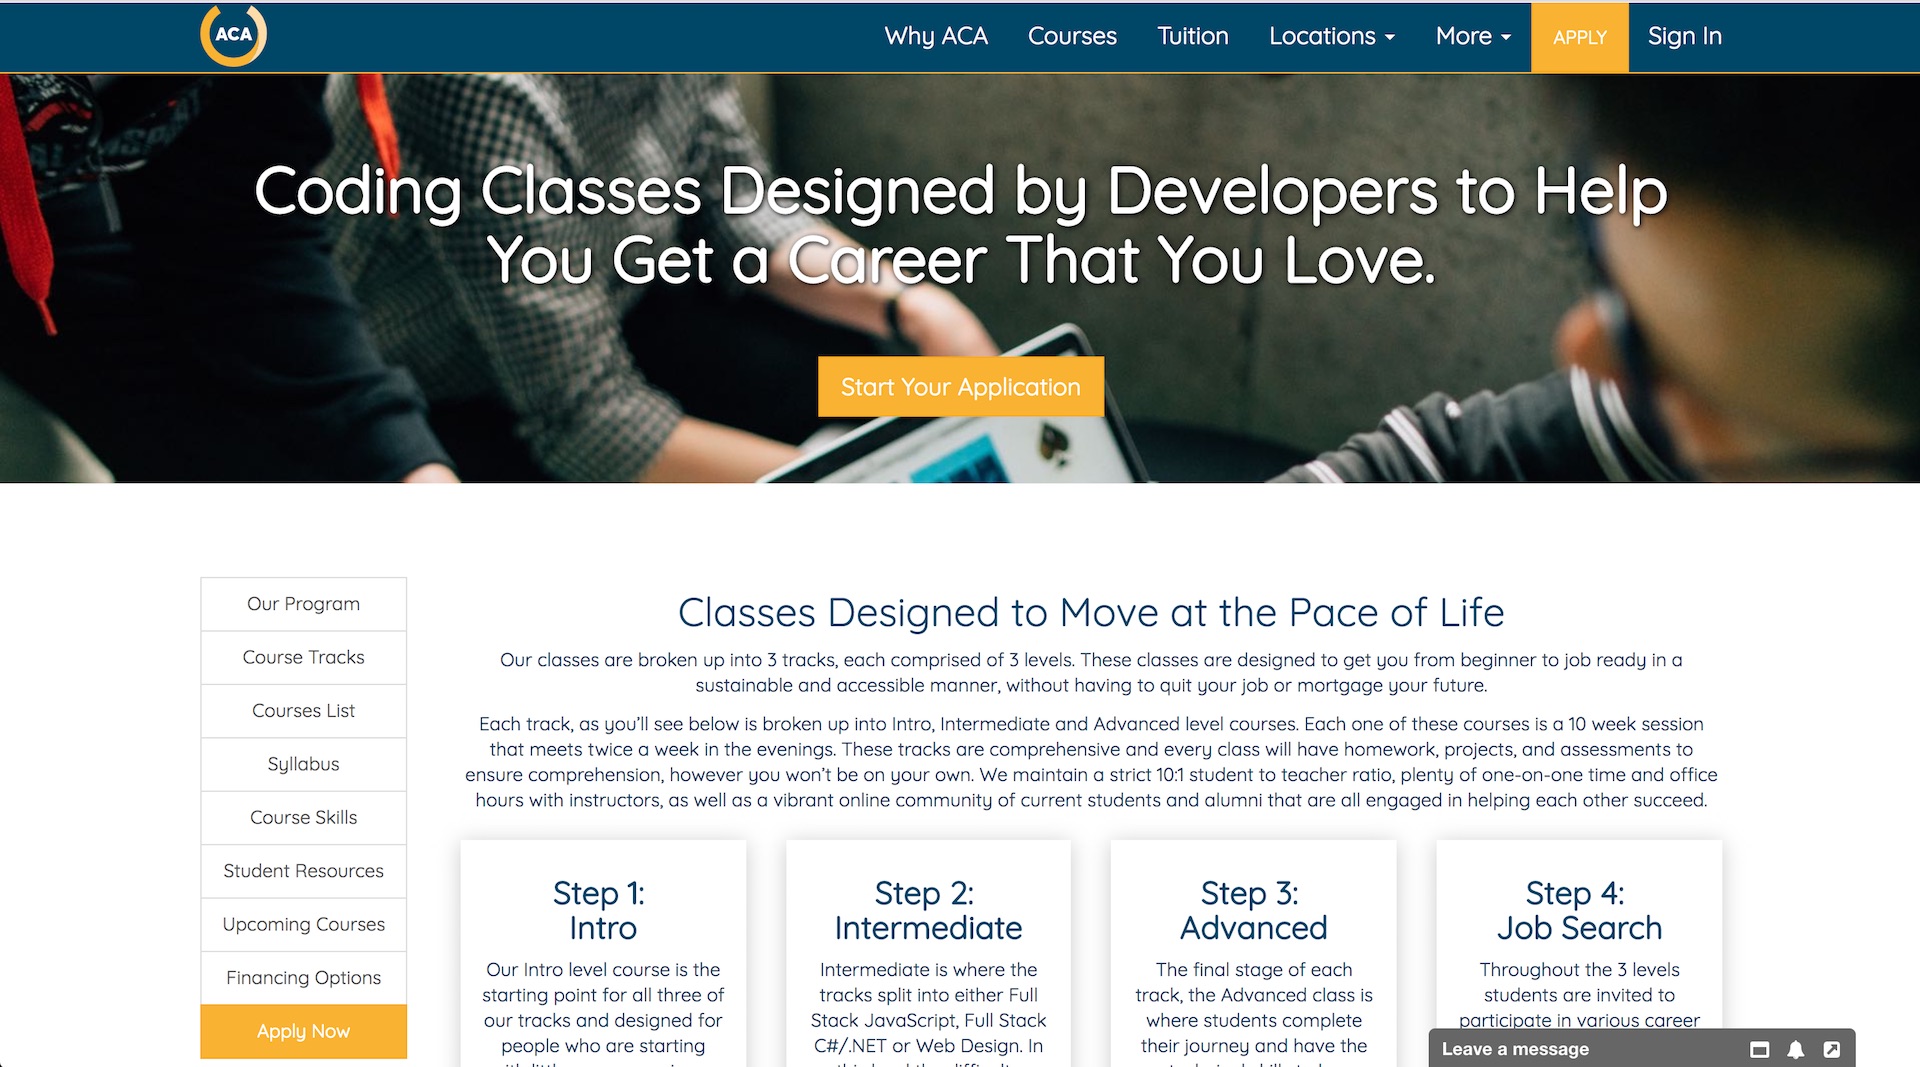 ACA
Why ACA
Courses
Tuition
Locations
More
APPLY
Sign In
Coding Classes Designed by Developers to Help
You Get a Career That You Love.
Start Your Application
Our Program
Course Tracks
Courses List
Syllabus
Course Skills
Student Resources
Upcoming Courses
Financing Options
Apply Now
Classes Designed to Move at the Pace of Life
Our classes are broken up into 3 tracks, each comprised of 3 levels. These classes are designed to get you from beginner to job ready in a
sustainable and accessible manner, without having to quit your job or mortgage your future.
Each track, as you’ll see below is broken up into Intro, Intermediate and Advanced level courses. Each one of these courses is a 10 week session
that meets twice a week in the evenings. These tracks are comprehensive and every class will have homework, projects, and assessments to
ensure comprehension, however you won’t be on your own. We maintain a strict 10:1 student to teacher ratio, plenty of one-on-one time and office
hours with instructors, as well as a vibrant online community of current students and alumni that are all engaged in helping each other succeed.
Step 1:
Intro
Our Intro level course is the
starting point for all three of
our tracks and designed for
people who are starting
Step 2:
Intermediate
Intermediate is where the
tracks split into either Full
Stack JavaScript, Full Stack
C#/.NET or Web Design. In
Step 3:
Advanced
The final stage of each
track, the Advanced class is
where students complete
their journey and have the
Step 4:
Job Search
Throughout the 3 levels
students are invited to
participate in various career
Leave a message